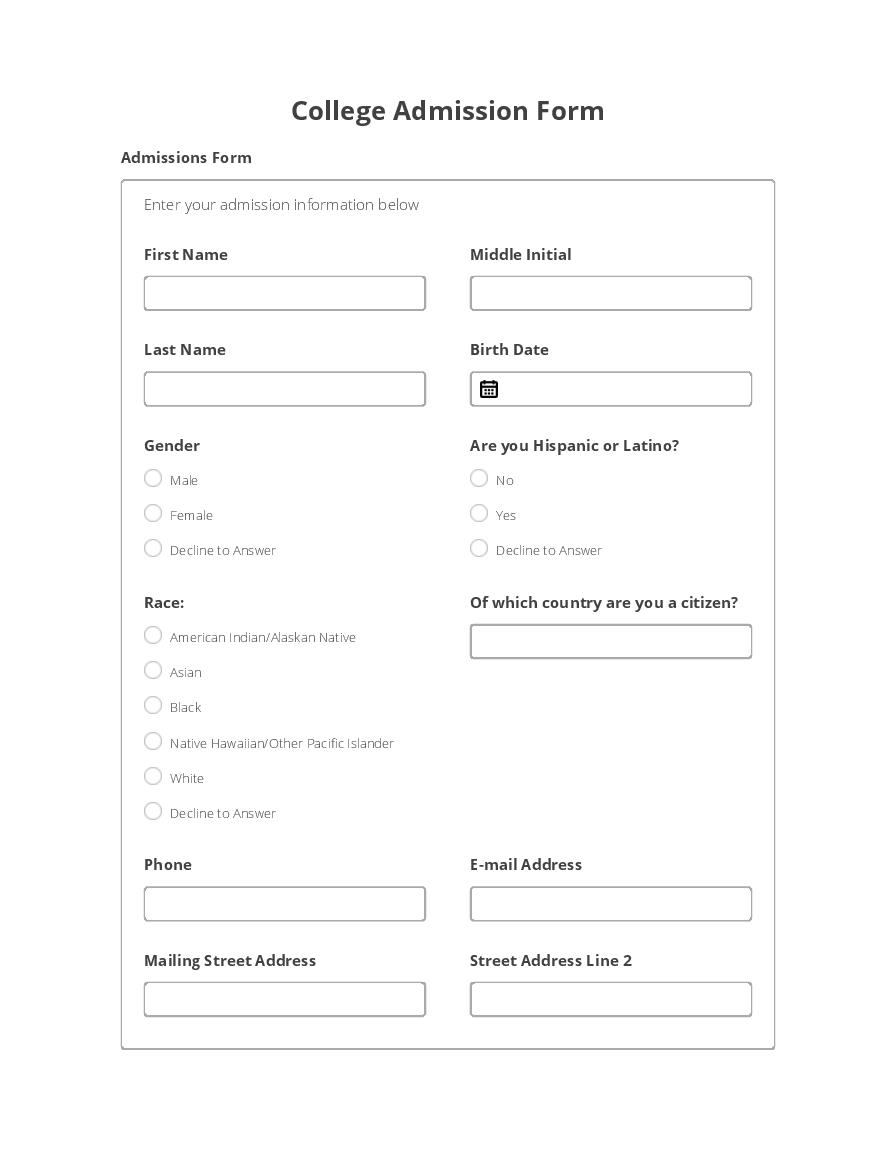 College Admission Form
Admissions Form
Enter your admission information below
First Name
Middle Initial
Last Name
Birth Date
Gender
Male
Female
Decline to Answer
Are you Hispanic or Latino?
No
Yes
Decline to Answer
Race:
American Indian/Alaskan Native
Asian
Black
Native Hawaiian/Other Pacific Islander
White
Decline to Answer
Of which country are you a citizen?
Phone
E-mail Address
Mailing Street Address
Street Address Line 2